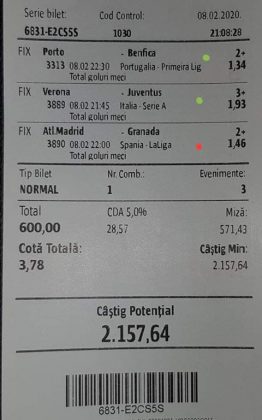 Serie bilet: Cod Control: 08.02.2020.
6831-E2CS5S 1030 21:08:28
FIX Porto - Benfica 2+
3313 08.02 22:30 Portugalia - Primeira Lig 1,34
Total goluri meci
FIX Verona - Juventus 3+
3889 08.02 21:45 Italia - Serie A 1,93
Total goluri meci
FIX Atl.Madrid - Granada 2+
3890 08.02 22:00 Spania - LaLiga 1,46
Total goluri meci
Tip Bilet Nr. Comb.: Evenimente:
NORMAL 1 3
Total CDA 5,0% Miză:
600,00 28,57 571,43
Cotă Totală: Câştig Min:
3,78 2.157,64
Câştig Potenţial
2.157,64
6831-E2CS5S